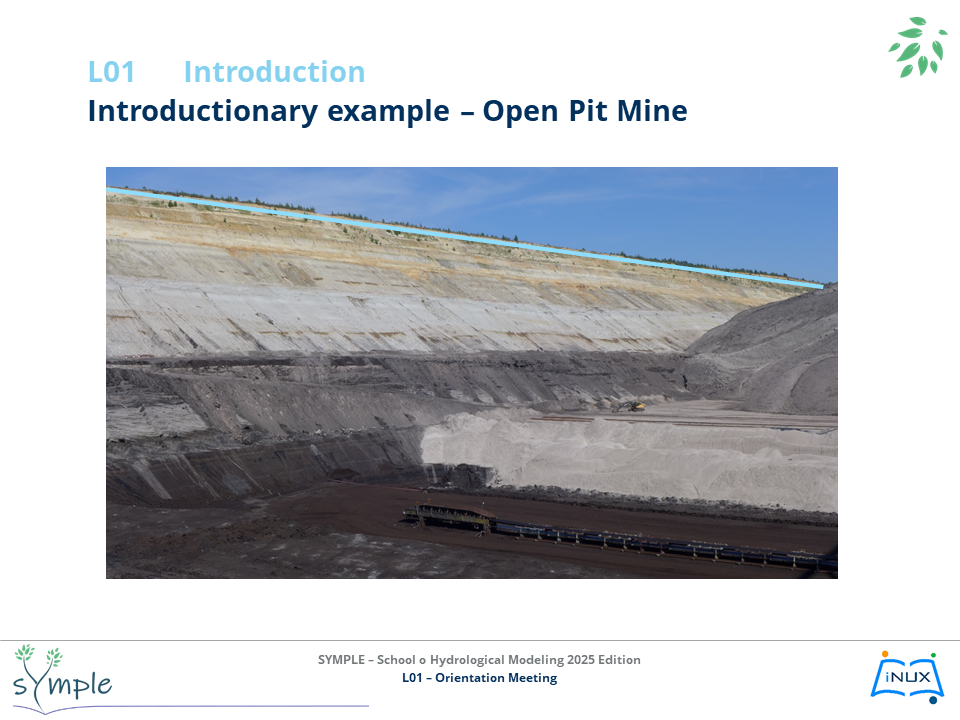 L01 Introduction
Introductionary example – Open Pit Mine
sYmple
SYMPLE – School o Hydrological Modeling 2025 Edition
L01 – Orientation Meeting
iNUX